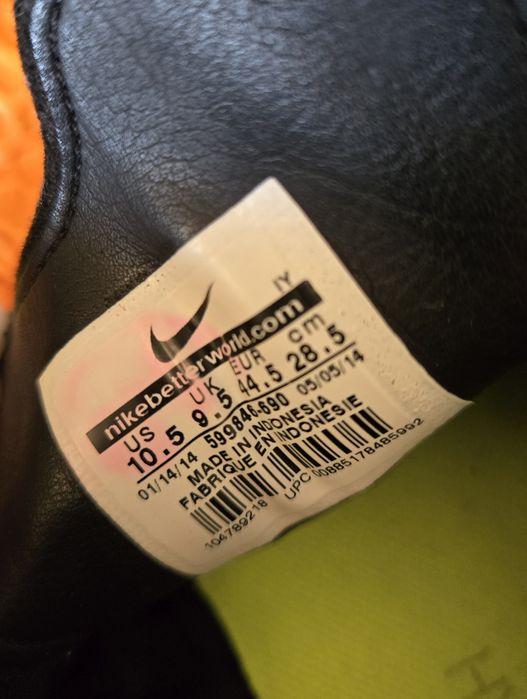 IY
nikebetterworld.com
US UK EUR cm
10.5 9.5 44.5 28.5
01/14/14 599846-690 05/05/14
MADE IN INDONESIA
FABRIQUE EN INDONESIE
104789218 UPC 00885178485992